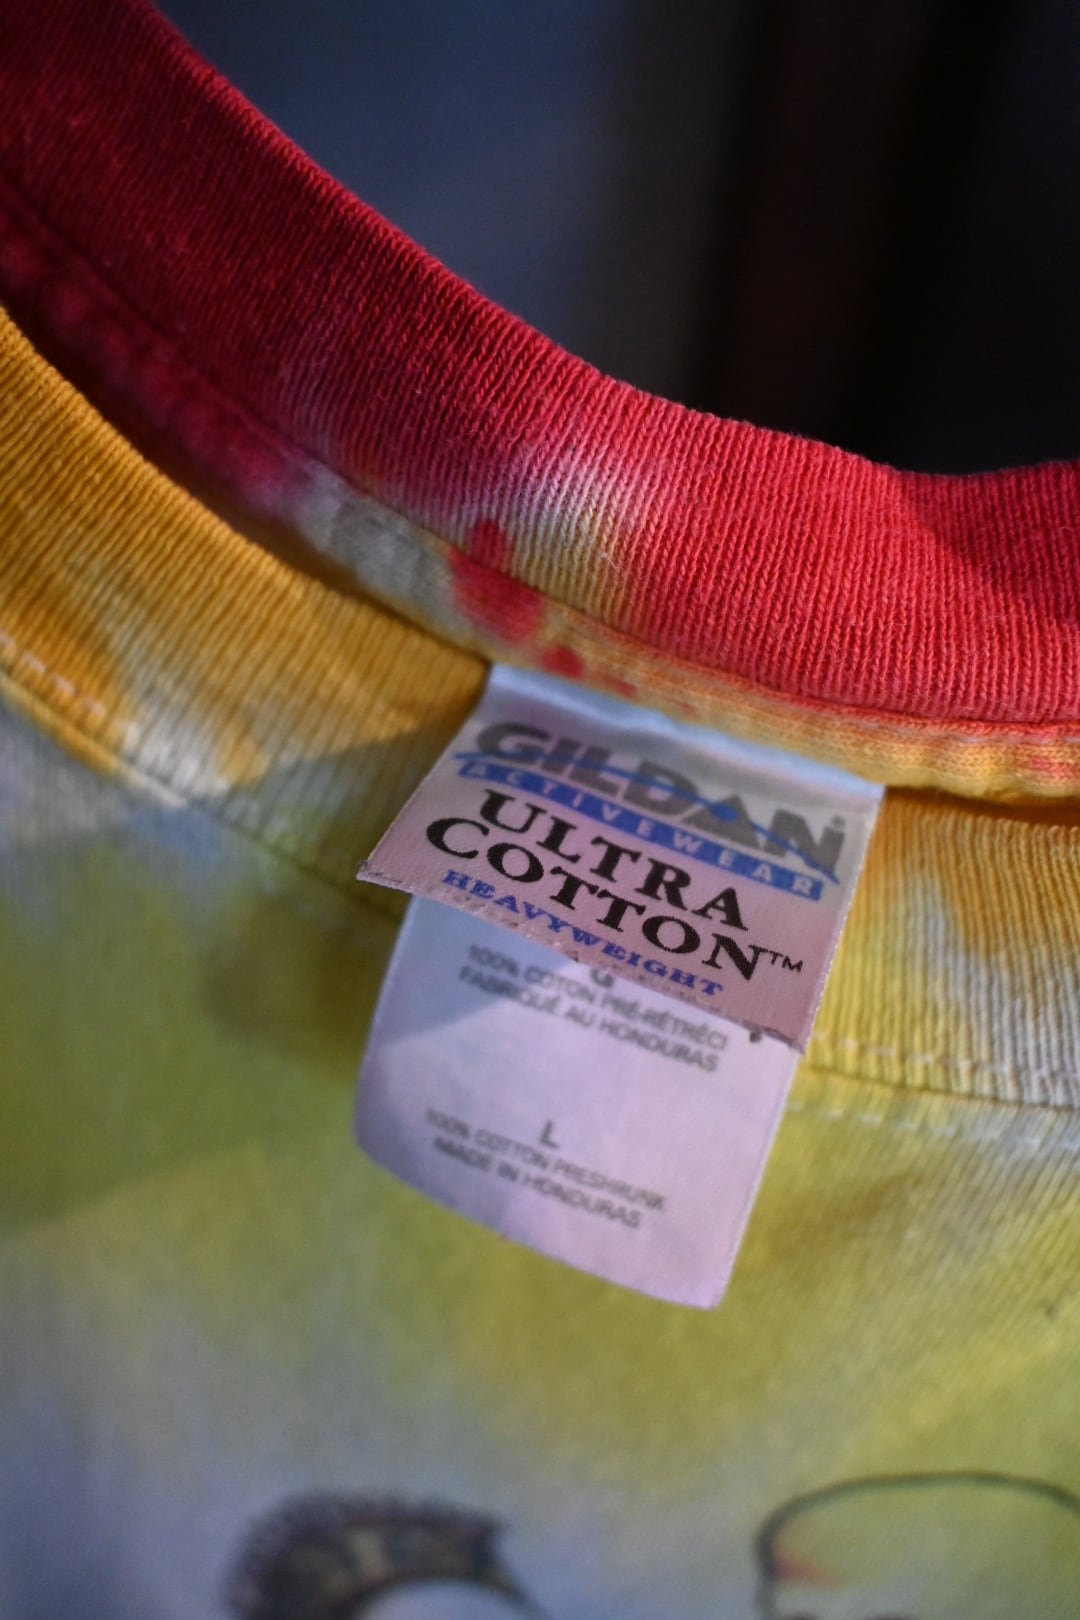 GILDAN
ACTIVEWEAR
ULTRA
COTTON™
HEAVYWEIGHT
G
100% COTON PRÉ-RÉTRÉCI
FABRIQUÉ AU HONDURAS
L
100% COTTON PRESHRUNK
MADE IN HONDURAS